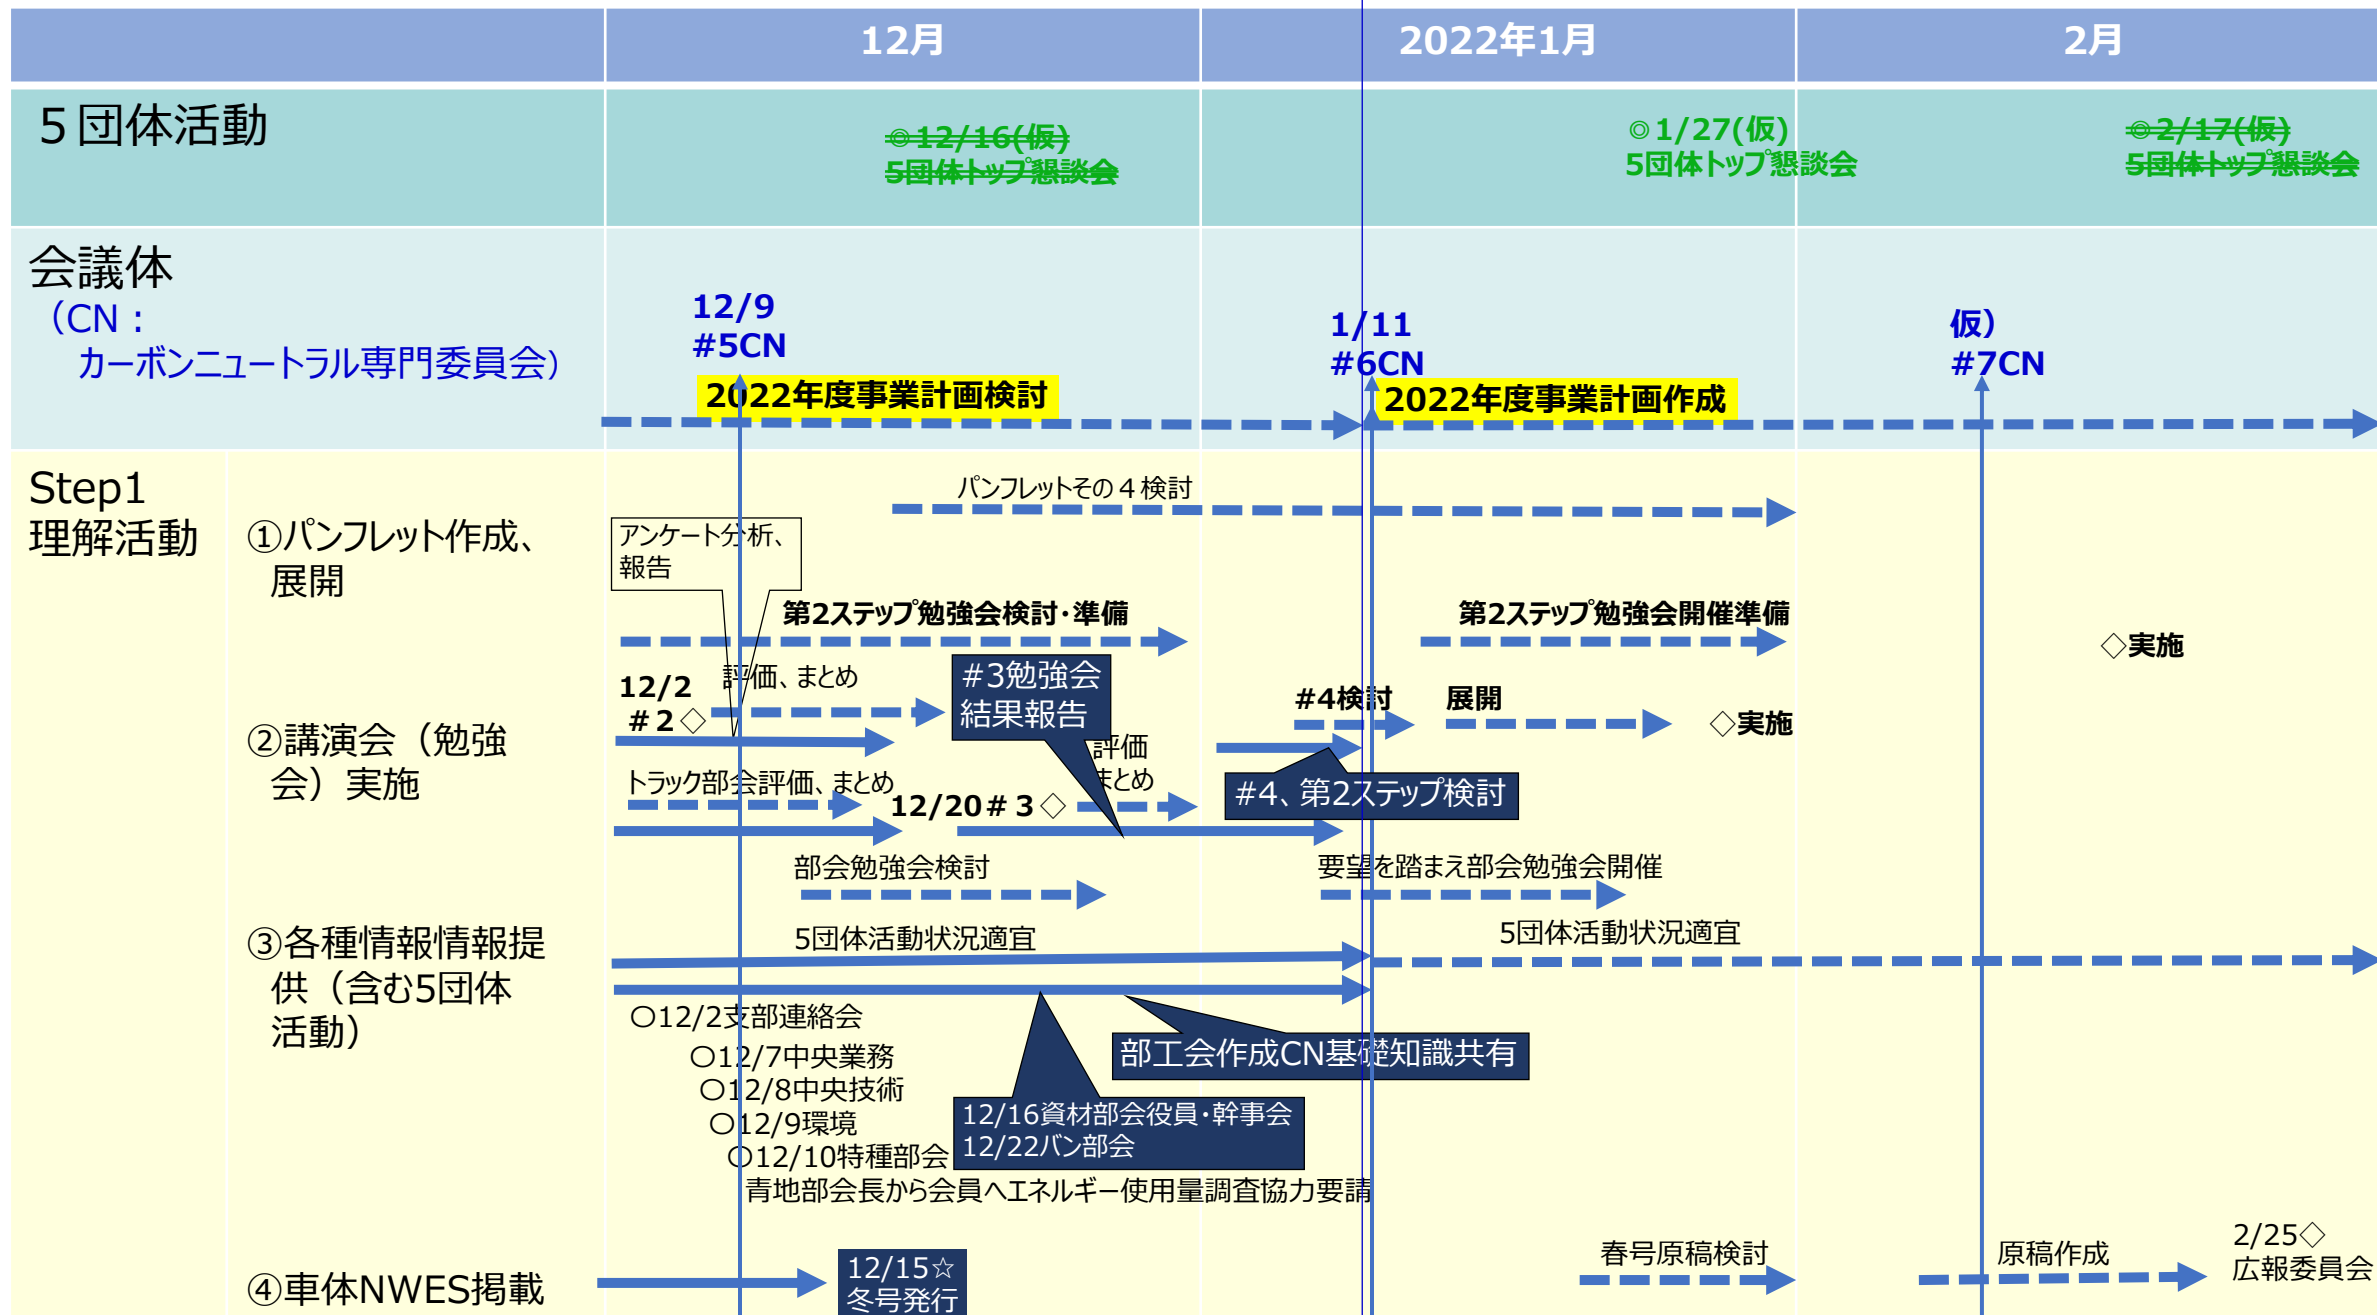 12月
2022年1月
2月
５団体活動
◎12/16(仮)
5団体トップ懇談会
◎1/27(仮)
5団体トップ懇談会
◎2/17(仮)
5団体トップ懇談会
会議体
（CN：
カーボンニュートラル専門委員会）
12/9
#5CN
1/11
#6CN
仮）
#7CN
2022年度事業計画検討
2022年度事業計画作成
Step1
理解活動
①パンフレット作成、
展開
パンフレットその４検討
アンケート分析、
報告
第2ステップ勉強会検討・準備
第2ステップ勉強会開催準備
◇実施
②講演会（勉強
会）実施
12/2
＃2◇
評価、まとめ
#3勉強会
結果報告
#4検討
展開
◇実施
トラック部会評価、まとめ
12/20＃３◇
評価
まとめ
#4、第2ステップ検討
部会勉強会検討
要望を踏まえ部会勉強会開催
③各種情報情報提
供（含む5団体
活動）
5団体活動状況適宜
5団体活動状況適宜
〇12/2支部連絡会
〇12/7中央業務
〇12/8中央技術
〇12/9環境
〇12/10特種部会
部工会作成CN基礎知識共有
12/16資材部会役員・幹事会
12/22バン部会
青地部会長から会員へエネルギー使用量調査協力要請
④車体NWES掲載
12/15☆
冬号発行
春号原稿検討
原稿作成
2/25◇
広報委員会